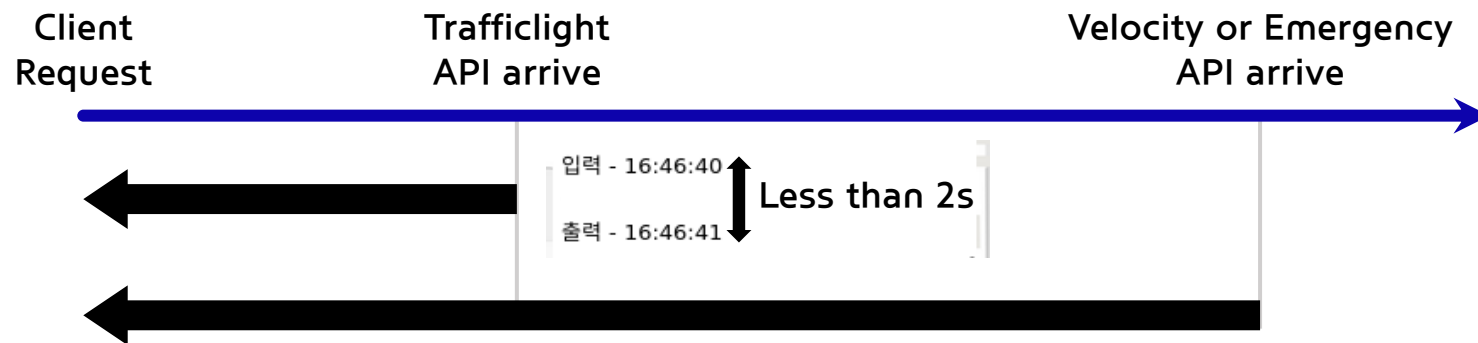 Client
Request
Trafficlight
API arrive
Velocity or Emergency
API arrive
입력 - 16:46:40
Less than 2s
출력 - 16:46:41